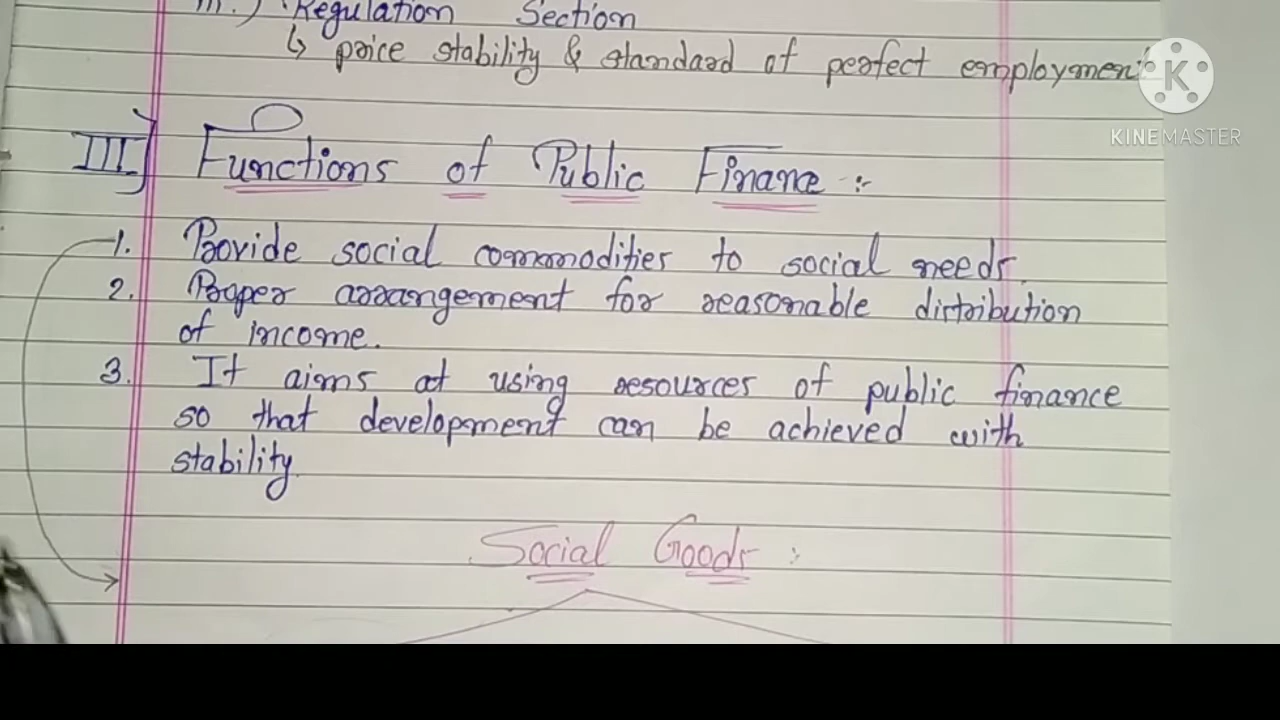 III.) Regulation Section
↳ price stability & standard of perfect employment
KINEMASTER
III) Functions of Public Finance :-
1. Provide social commodities to social needs.
2. Proper arrangement for reasonable distribution
of income.
3. It aims at using resources of public finance
so that development can be achieved with
stability.
Social Goods :